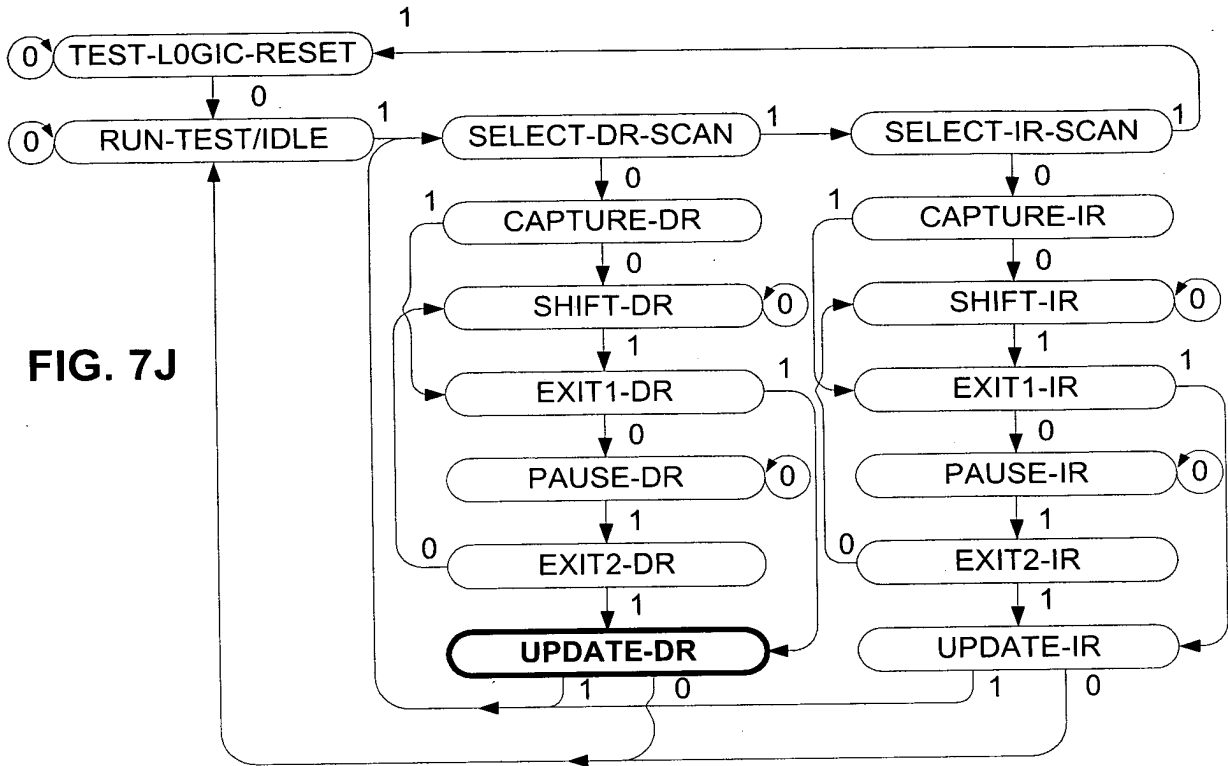 1
0 TEST-L0GIC-RESET
0
0 RUN-TEST/IDLE 1 SELECT-DR-SCAN 1 SELECT-IR-SCAN 1
0 0
1 CAPTURE-DR 1 CAPTURE-IR
0 0
SHIFT-DR 0 SHIFT-IR 0
1 1
FIG. 7J
EXIT1-DR 1 EXIT1-IR 1
0 0
PAUSE-DR 0 PAUSE-IR 0
1 1
0 EXIT2-DR 0 EXIT2-IR
1 1
UPDATE-DR UPDATE-IR
1 0 1 0